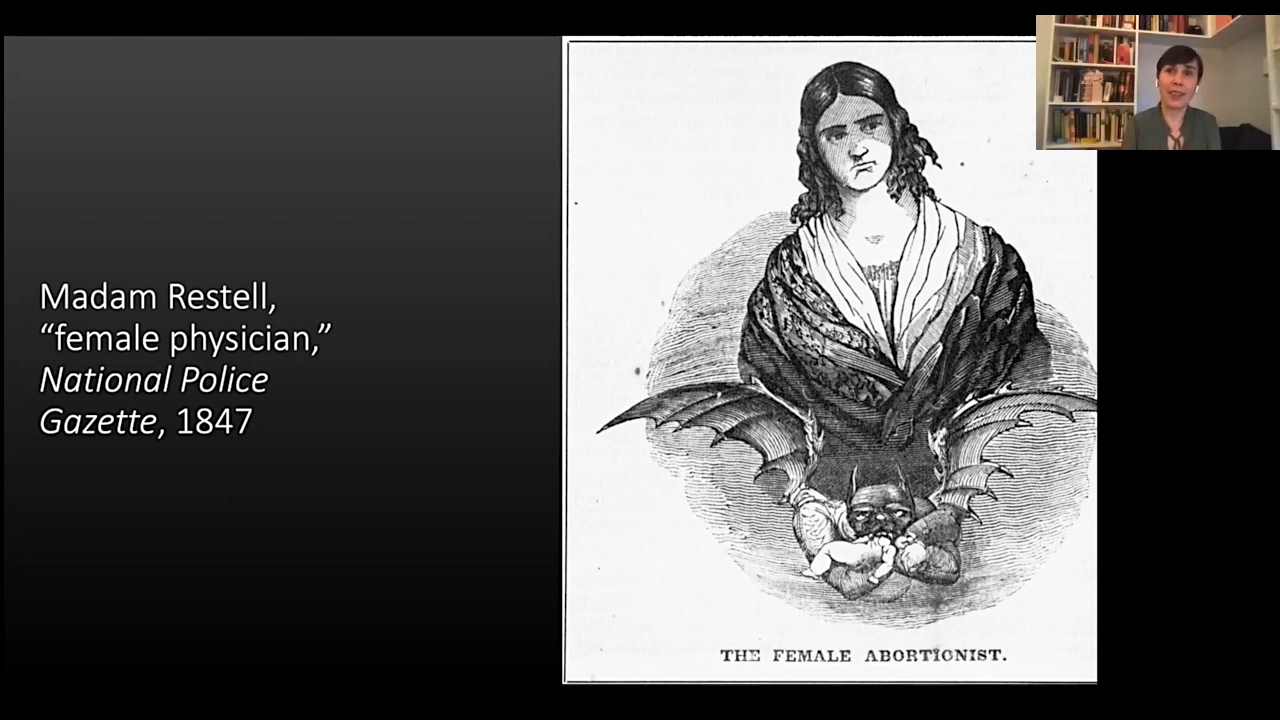 Madam Restell,
“female physician,”
National Police
Gazette, 1847
THE FEMALE ABORTIONIST.